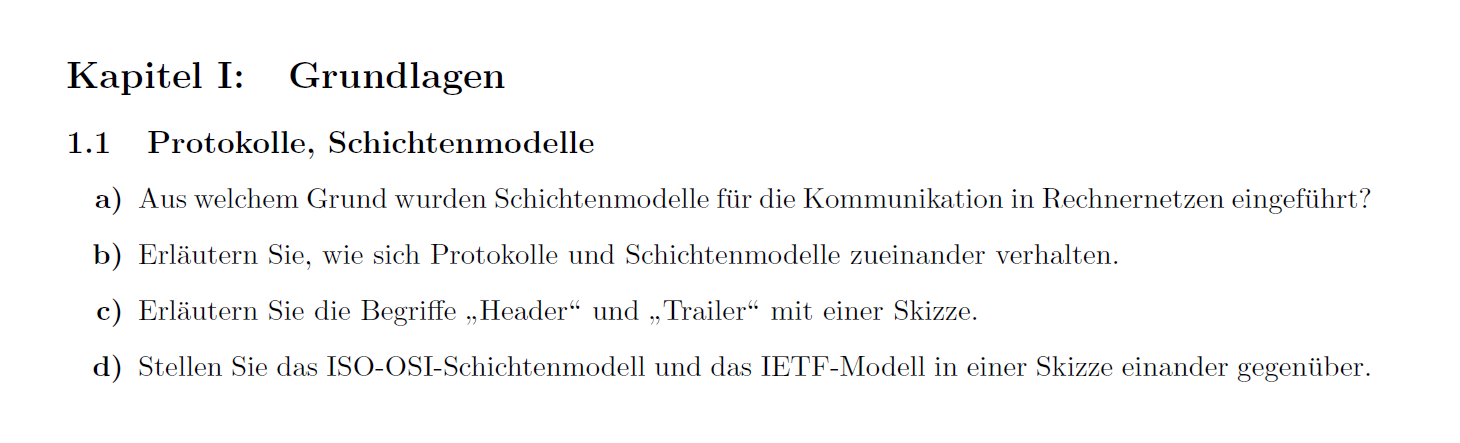 Kapitel I: Grundlagen
1.1 Protokolle, Schichtenmodelle
a) Aus welchem Grund wurden Schichtenmodelle für die Kommunikation in Rechnernetzen eingeführt?
b) Erläutern Sie, wie sich Protokolle und Schichtenmodelle zueinander verhalten.
c) Erläutern Sie die Begriffe „Header“ und „Trailer“ mit einer Skizze.
d) Stellen Sie das ISO-OSI-Schichtenmodell und das IETF-Modell in einer Skizze einander gegenüber.